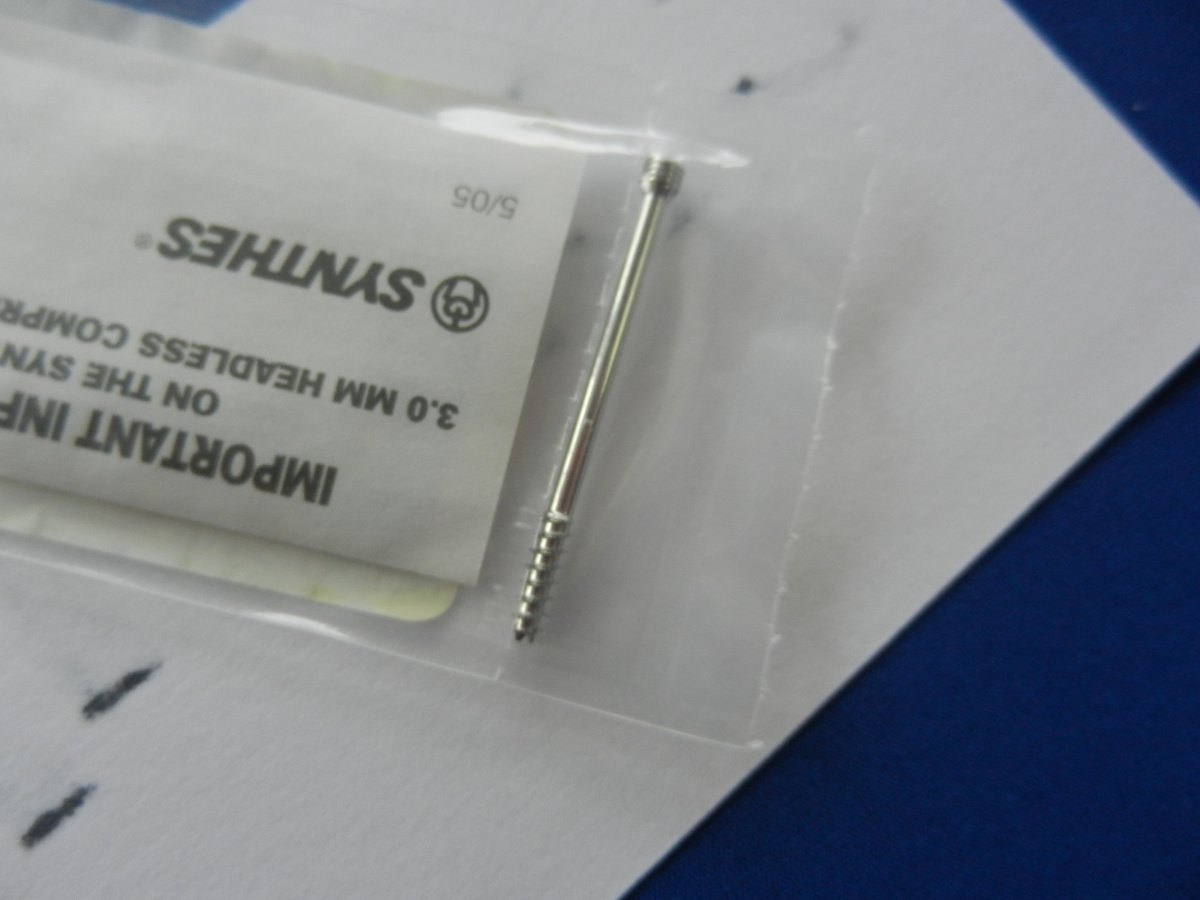 IMPORTANT INF
ON THE SYN
3.0 MM HEADLESS COMPR
SYNTHES®
5/05